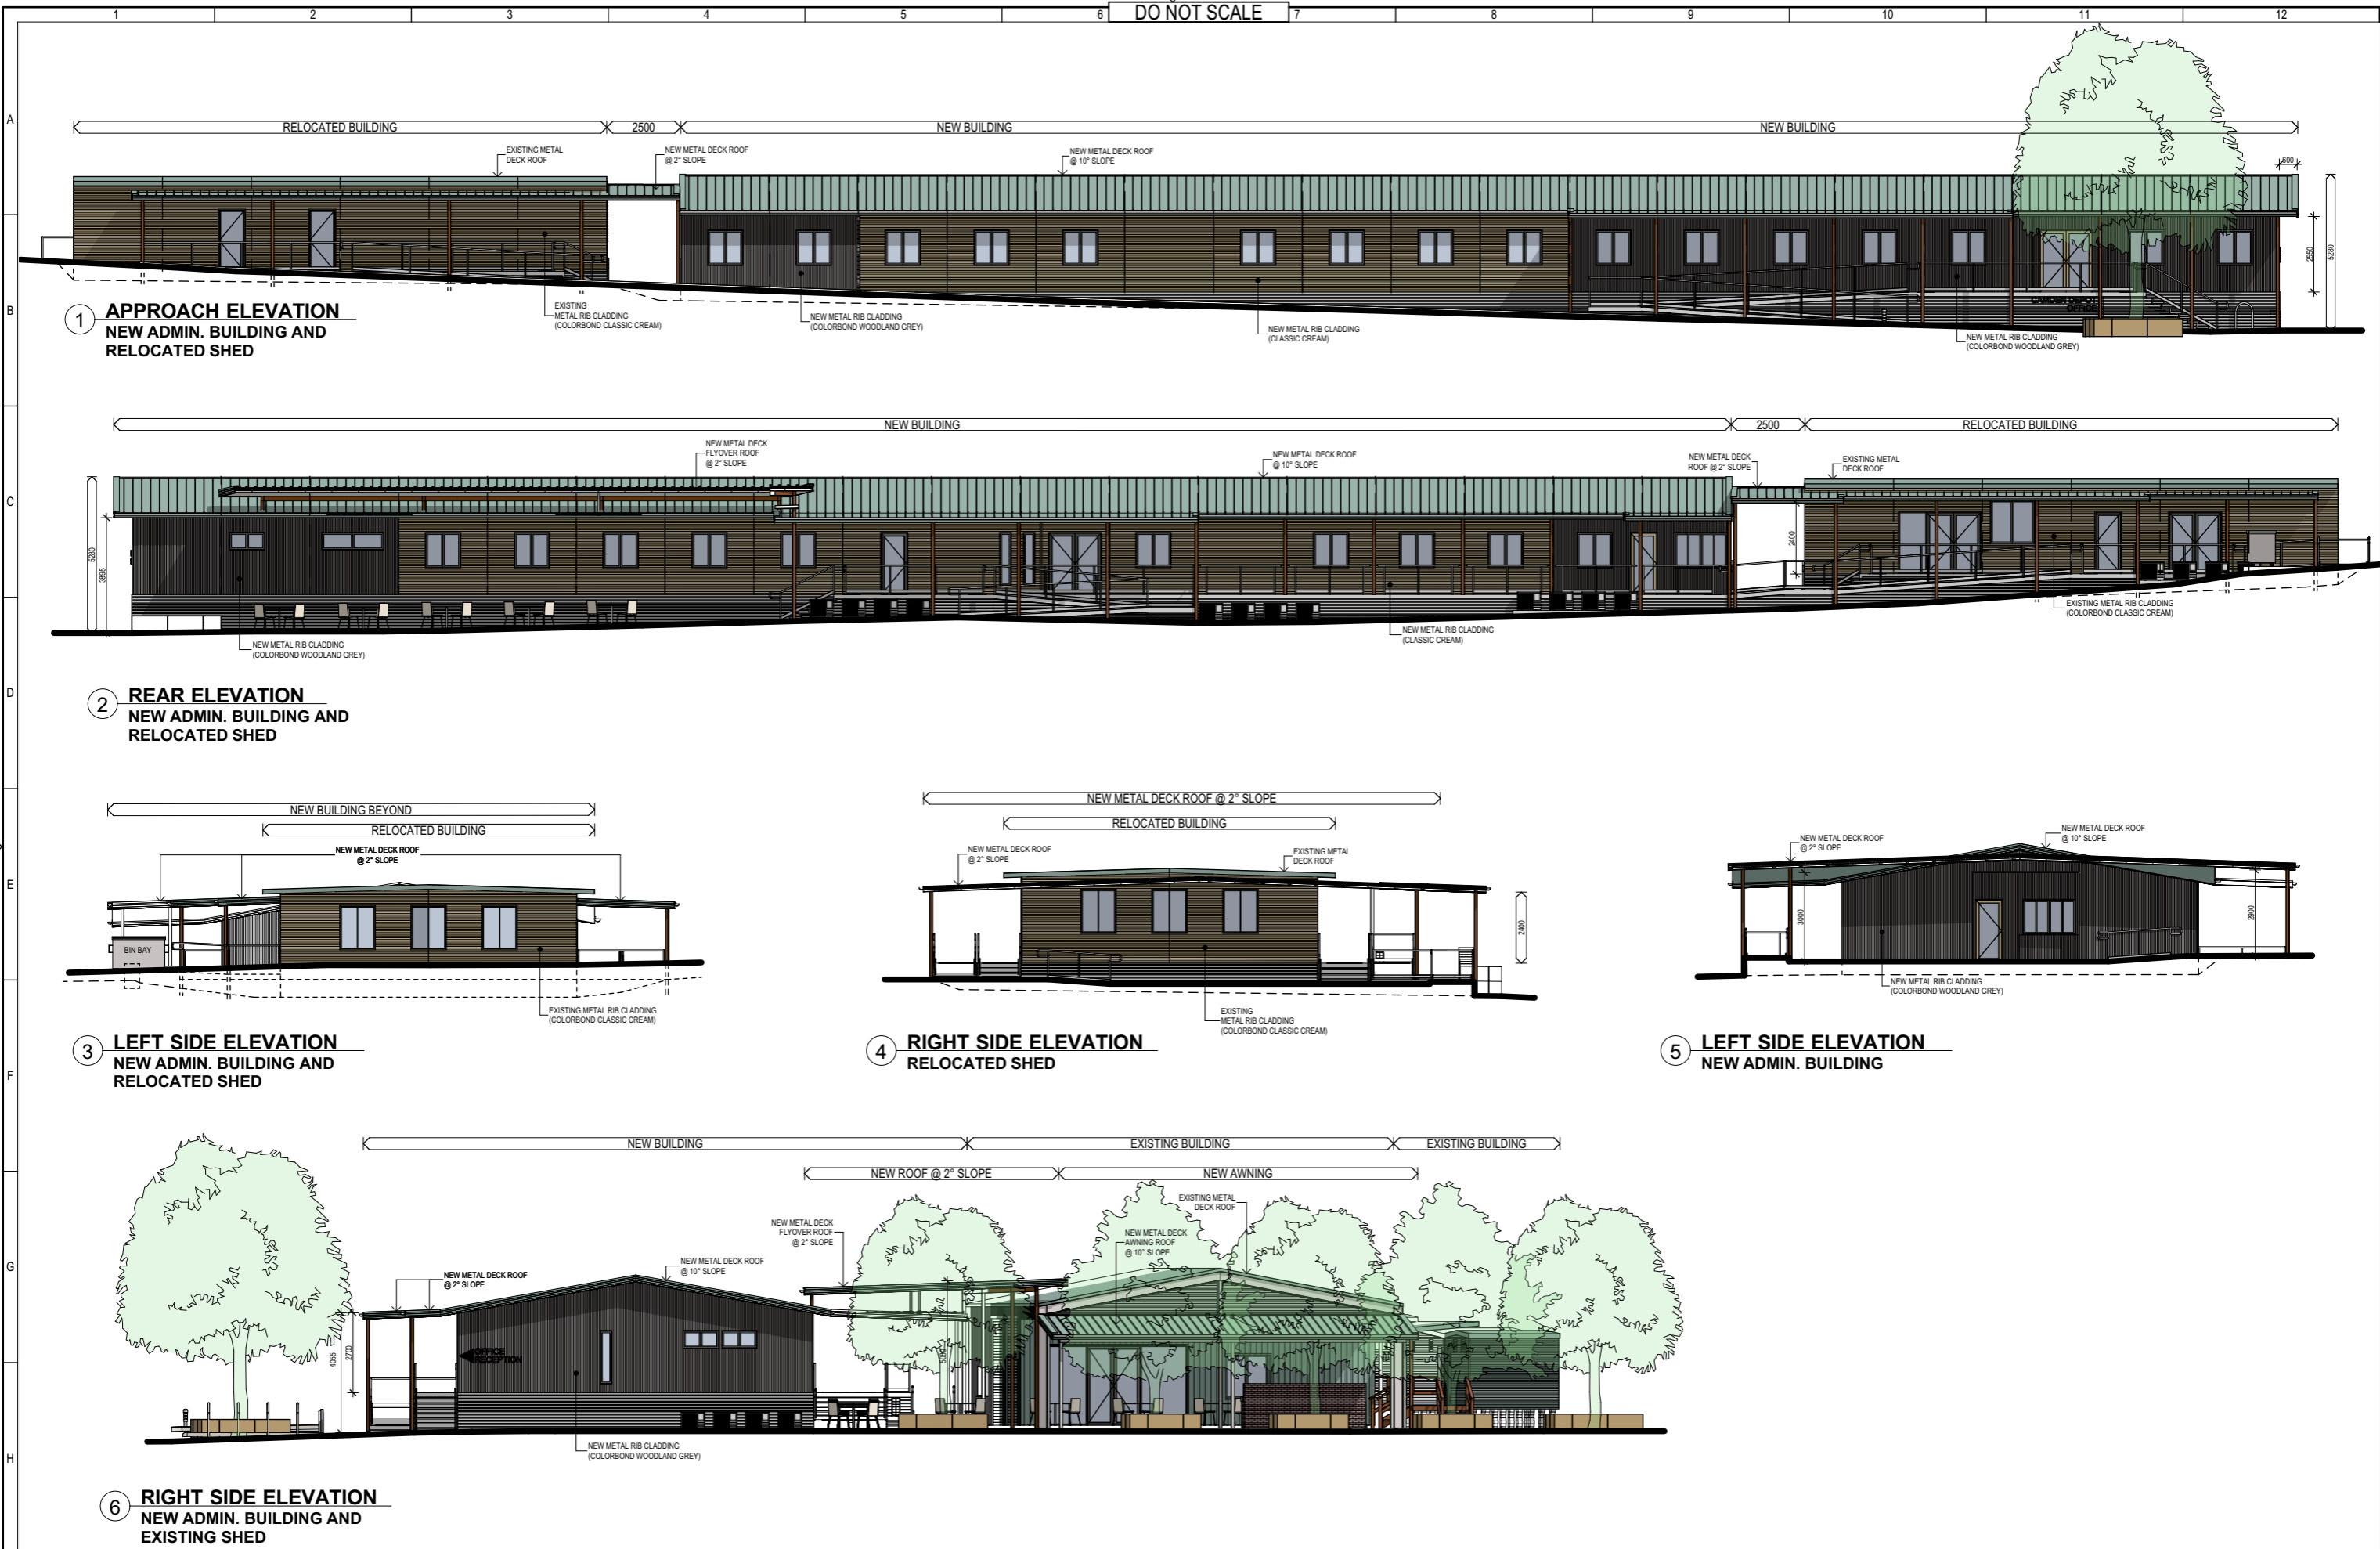 DO NOT SCALE
1 2 3 4 5 6 7 8 9 10 11 12
A
B
C
D
E
F
G
H
RELOCATED BUILDING
2500
NEW BUILDING
NEW BUILDING
EXISTING METAL
DECK ROOF
NEW METAL DECK ROOF
@ 2° SLOPE
NEW METAL DECK ROOF
@ 10° SLOPE
600
2550
5280
CAMDEN DEPOT
OFFICE
EXISTING
METAL RIB CLADDING
(COLORBOND CLASSIC CREAM)
NEW METAL RIB CLADDING
(COLORBOND WOODLAND GREY)
NEW METAL RIB CLADDING
(CLASSIC CREAM)
NEW METAL RIB CLADDING
(COLORBOND WOODLAND GREY)
1 APPROACH ELEVATION
NEW ADMIN. BUILDING AND
RELOCATED SHED
NEW BUILDING
2500
RELOCATED BUILDING
NEW METAL DECK
FLYOVER ROOF
@ 2° SLOPE
NEW METAL DECK ROOF
@ 10° SLOPE
NEW METAL DECK
ROOF @ 2° SLOPE
EXISTING METAL
DECK ROOF
5280
3895
2400
NEW METAL RIB CLADDING
(COLORBOND WOODLAND GREY)
NEW METAL RIB CLADDING
(CLASSIC CREAM)
EXISTING METAL RIB CLADDING
(COLORBOND CLASSIC CREAM)
2 REAR ELEVATION
NEW ADMIN. BUILDING AND
RELOCATED SHED
NEW BUILDING BEYOND
RELOCATED BUILDING
NEW METAL DECK ROOF
@ 2° SLOPE
BIN BAY
EXISTING METAL RIB CLADDING
(COLORBOND CLASSIC CREAM)
3 LEFT SIDE ELEVATION
NEW ADMIN. BUILDING AND
RELOCATED SHED
NEW METAL DECK ROOF @ 2° SLOPE
RELOCATED BUILDING
NEW METAL DECK ROOF
@ 2° SLOPE
EXISTING METAL
DECK ROOF
2400
EXISTING
METAL RIB CLADDING
(COLORBOND CLASSIC CREAM)
4 RIGHT SIDE ELEVATION
RELOCATED SHED
NEW METAL DECK ROOF
@ 2° SLOPE
NEW METAL DECK ROOF
@ 10° SLOPE
3000
2900
NEW METAL RIB CLADDING
(COLORBOND WOODLAND GREY)
5 LEFT SIDE ELEVATION
NEW ADMIN. BUILDING
NEW BUILDING
EXISTING BUILDING
EXISTING BUILDING
NEW ROOF @ 2° SLOPE
NEW AWNING
NEW METAL DECK ROOF
@ 2° SLOPE
NEW METAL DECK ROOF
@ 10° SLOPE
NEW METAL DECK
FLYOVER ROOF
@ 2° SLOPE
EXISTING METAL
DECK ROOF
NEW METAL DECK
AWNING ROOF
@ 10° SLOPE
4055
2700
OFFICE
RECEPTION
NEW METAL RIB CLADDING
(COLORBOND WOODLAND GREY)
6 RIGHT SIDE ELEVATION
NEW ADMIN. BUILDING AND
EXISTING SHED